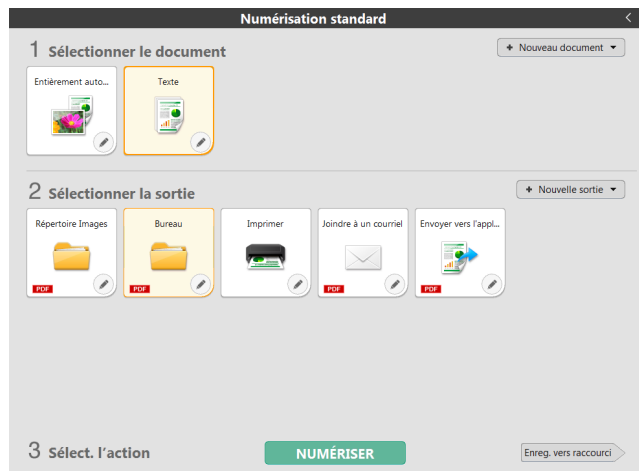 Numérisation standard
1 Sélectionner le document
+ Nouveau document
Entièrement auto...
Texte
2 Sélectionner la sortie
+ Nouvelle sortie
Répertoire Images
Bureau
Imprimer
Joindre à un courriel
Envoyer vers l'appl...
PDF
PDF
PDF
PDF
3 Sélect. l'action
NUMÉRISER
Enreg. vers raccourci